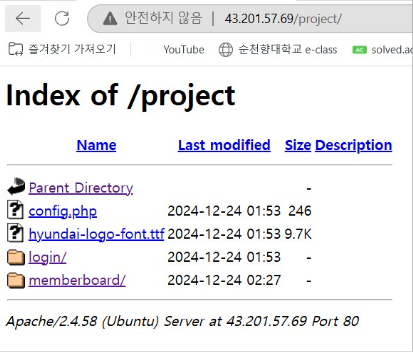 안전하지 않음 | 43.201.57.69/project/
즐겨찾기 가져오기 YouTube 순천향대학교 e-class AC solved.ac
Index of /project
Name Last modified Size Description
Parent Directory -
config.php 2024-12-24 01:53 246
hyundai-logo-font.ttf 2024-12-24 01:53 9.7K
login/ 2024-12-24 01:53 -
memberboard/ 2024-12-24 02:27 -
Apache/2.4.58 (Ubuntu) Server at 43.201.57.69 Port 80